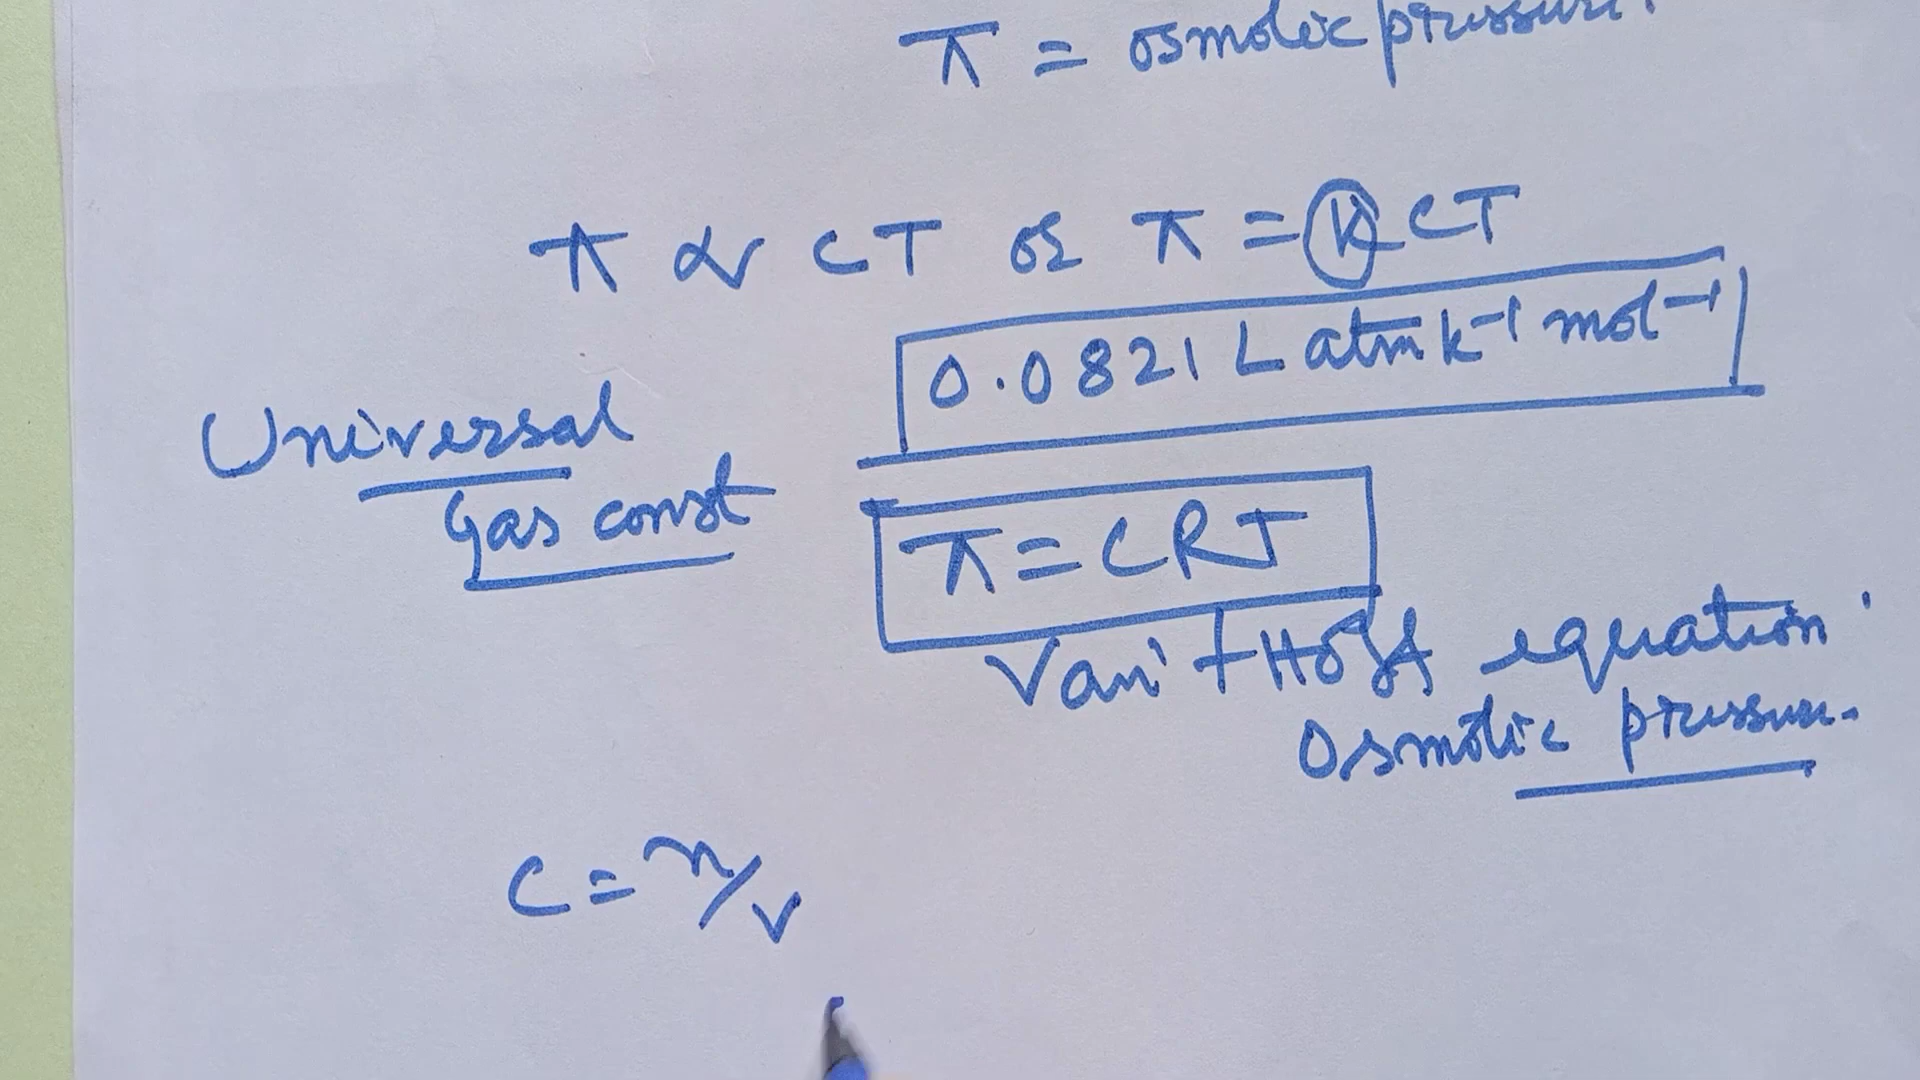 π = osmotic pressure.
π ∝ CT or π = K CT
0.0821 L atm k⁻¹ mol⁻¹
Universal
Gas const
π = CRT
Van't Hoff equation
Osmotic pressure.
C = n/v